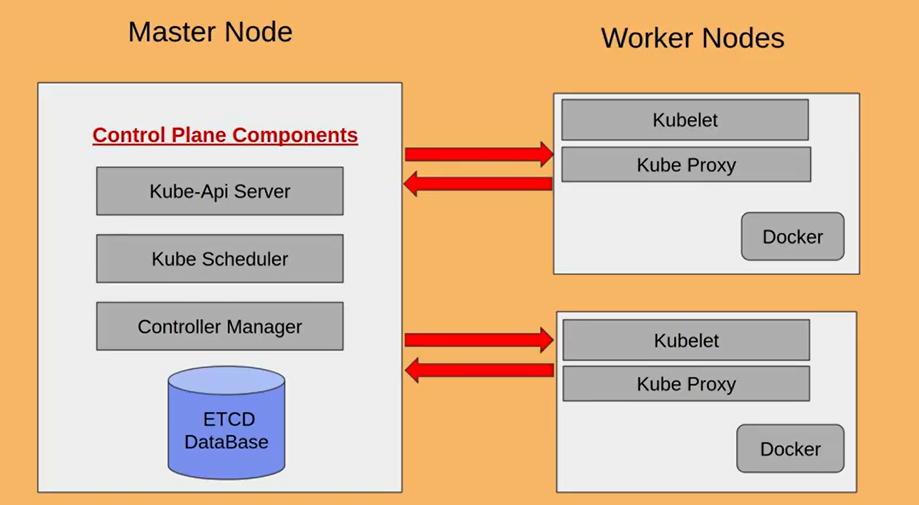 Master Node
Worker Nodes
Control Plane Components
Kube-Api Server
Kube Scheduler
Controller Manager
ETCD
DataBase
Kubelet
Kube Proxy
Docker
Kubelet
Kube Proxy
Docker